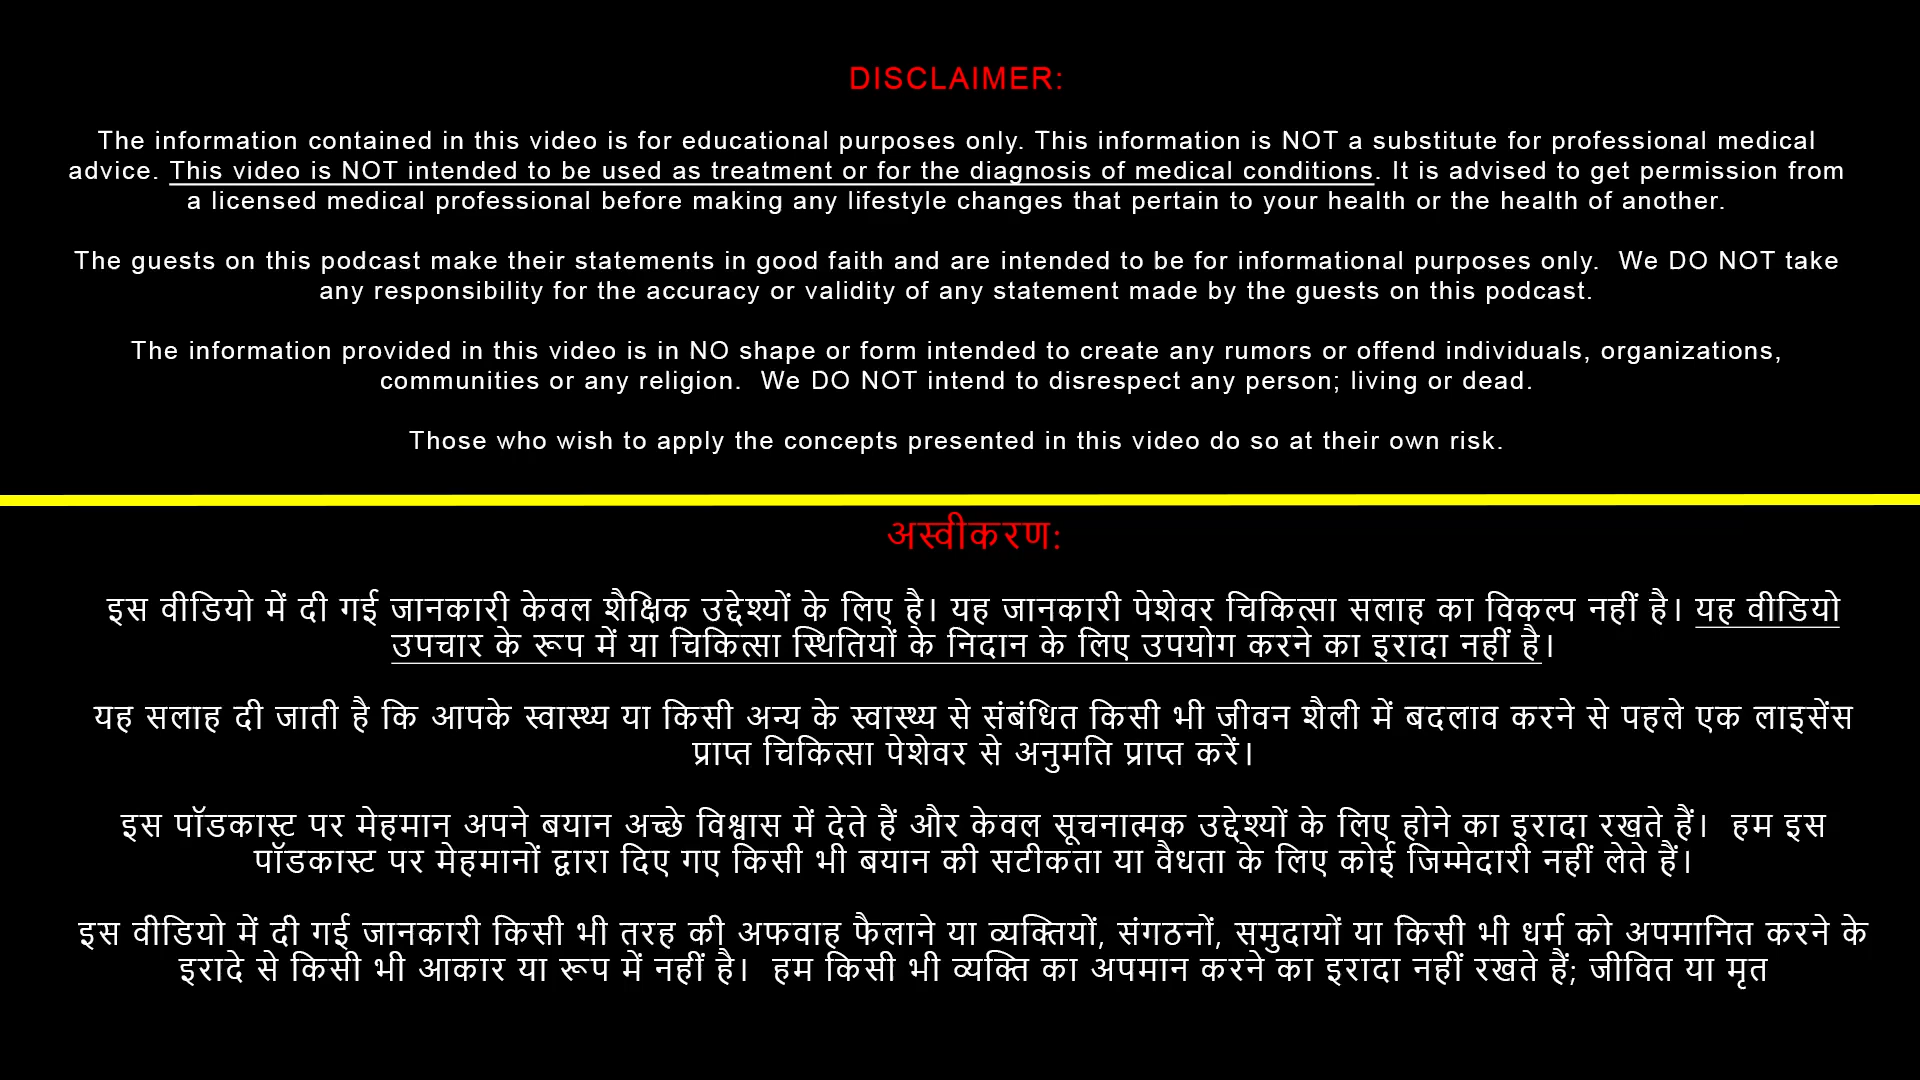 DISCLAIMER:
The information contained in this video is for educational purposes only. This information is NOT a substitute for professional medical
advice. This video is NOT intended to be used as treatment or for the diagnosis of medical conditions. It is advised to get permission from
a licensed medical professional before making any lifestyle changes that pertain to your health or the health of another.
The guests on this podcast make their statements in good faith and are intended to be for informational purposes only.  We DO NOT take
any responsibility for the accuracy or validity of any statement made by the guests on this podcast.
The information provided in this video is in NO shape or form intended to create any rumors or offend individuals, organizations,
communities or any religion.  We DO NOT intend to disrespect any person; living or dead.
Those who wish to apply the concepts presented in this video do so at their own risk.
अस्वीकरण:
इस वीडियो में दी गई जानकारी केवल शैक्षिक उद्देश्यों के लिए है। यह जानकारी पेशेवर चिकित्सा सलाह का विकल्प नहीं है। यह वीडियो
उपचार के रूप में या चिकित्सा स्थितियों के निदान के लिए उपयोग करने का इरादा नहीं है।
यह सलाह दी जाती है कि आपके स्वास्थ्य या किसी अन्य के स्वास्थ्य से संबंधित किसी भी जीवन शैली में बदलाव करने से पहले एक लाइसेंस
प्राप्त चिकित्सा पेशेवर से अनुमति प्राप्त करें।
इस पॉडकास्ट पर मेहमान अपने बयान अच्छे विश्वास में देते हैं और केवल सूचनात्मक उद्देश्यों के लिए होने का इरादा रखते हैं।  हम इस
पॉडकास्ट पर मेहमानों द्वारा दिए गए किसी भी बयान की सटीकता या वैधता के लिए कोई जिम्मेदारी नहीं लेते हैं।
इस वीडियो में दी गई जानकारी किसी भी तरह की अफवाह फैलाने या व्यक्तियों, संगठनों, समुदायों या किसी भी धर्म को अपमानित करने के
इरादे से किसी भी आकार या रूप में नहीं है।  हम किसी भी व्यक्ति का अपमान करने का इरादा नहीं रखते हैं; जीवित या मृत